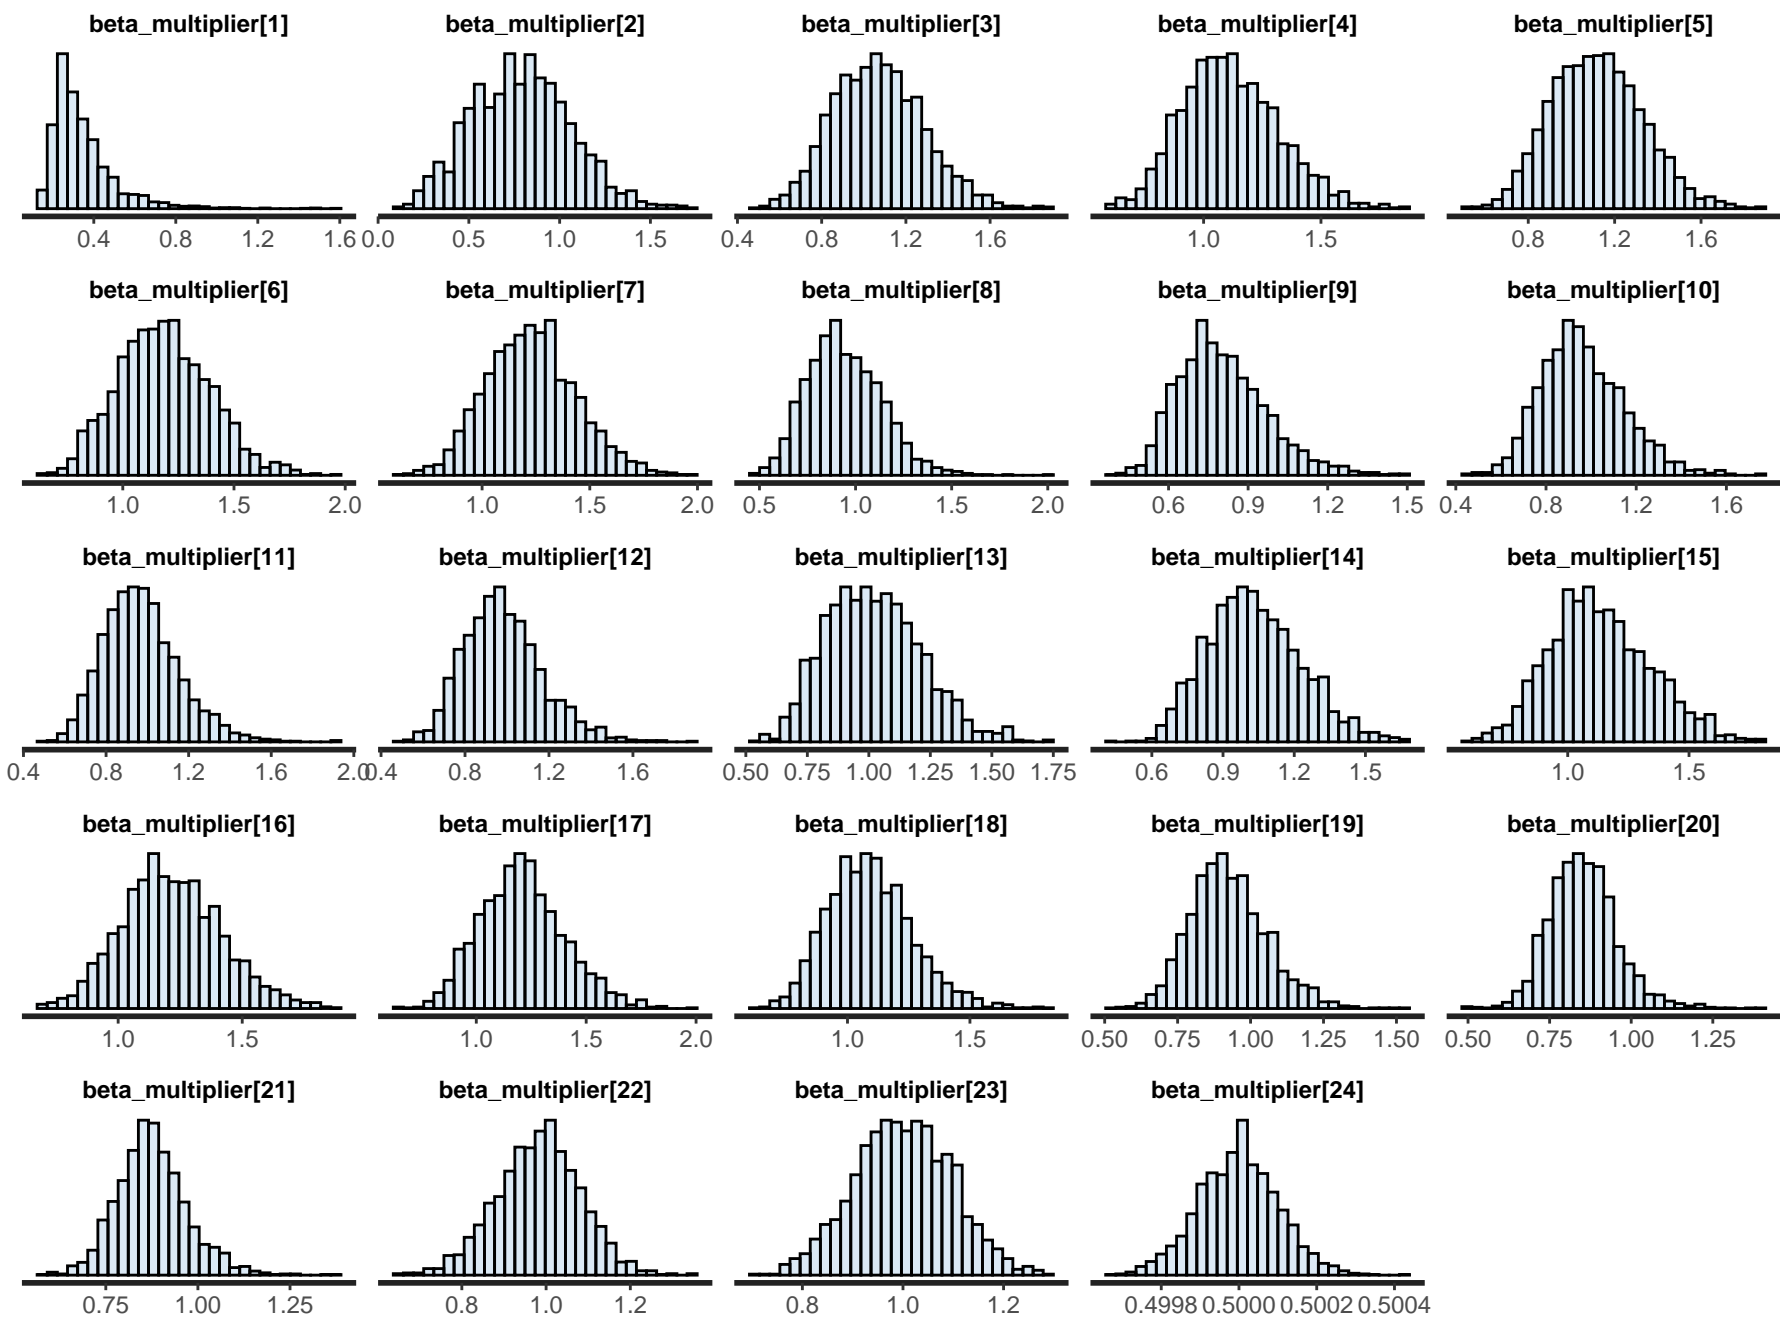 beta_multiplier[1] beta_multiplier[2] beta_multiplier[3] beta_multiplier[4] beta_multiplier[5]
0.4 0.8 1.2 1.6 0.0 0.5 1.0 1.5 0.4 0.8 1.2 1.6 1.0 1.5 0.8 1.2 1.6
beta_multiplier[6] beta_multiplier[7] beta_multiplier[8] beta_multiplier[9] beta_multiplier[10]
1.0 1.5 2.0 1.0 1.5 2.0 0.5 1.0 1.5 2.0 0.6 0.9 1.2 1.5 0.4 0.8 1.2 1.6
beta_multiplier[11] beta_multiplier[12] beta_multiplier[13] beta_multiplier[14] beta_multiplier[15]
0.4 0.8 1.2 1.6 2.0 0.4 0.8 1.2 1.6 0.50 0.75 1.00 1.25 1.50 1.75 0.6 0.9 1.2 1.5 1.0 1.5
beta_multiplier[16] beta_multiplier[17] beta_multiplier[18] beta_multiplier[19] beta_multiplier[20]
1.0 1.5 1.0 1.5 2.0 1.0 1.5 0.50 0.75 1.00 1.25 1.50 0.50 0.75 1.00 1.25
beta_multiplier[21] beta_multiplier[22] beta_multiplier[23] beta_multiplier[24]
0.75 1.00 1.25 0.8 1.0 1.2 0.8 1.0 1.2 0.4998 0.5000 0.5002 0.5004